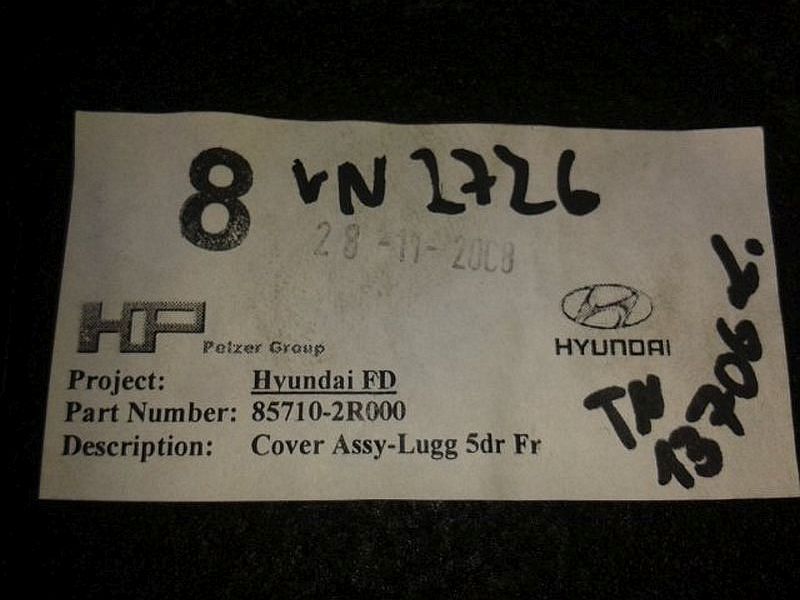 8 VN 2726
28-11-2008
HP Pelzer Group
HYUNDAI
Project: Hyundai FD
Part Number: 85710-2R000
Description: Cover Assy-Lugg 5dr Fr
TN
13706